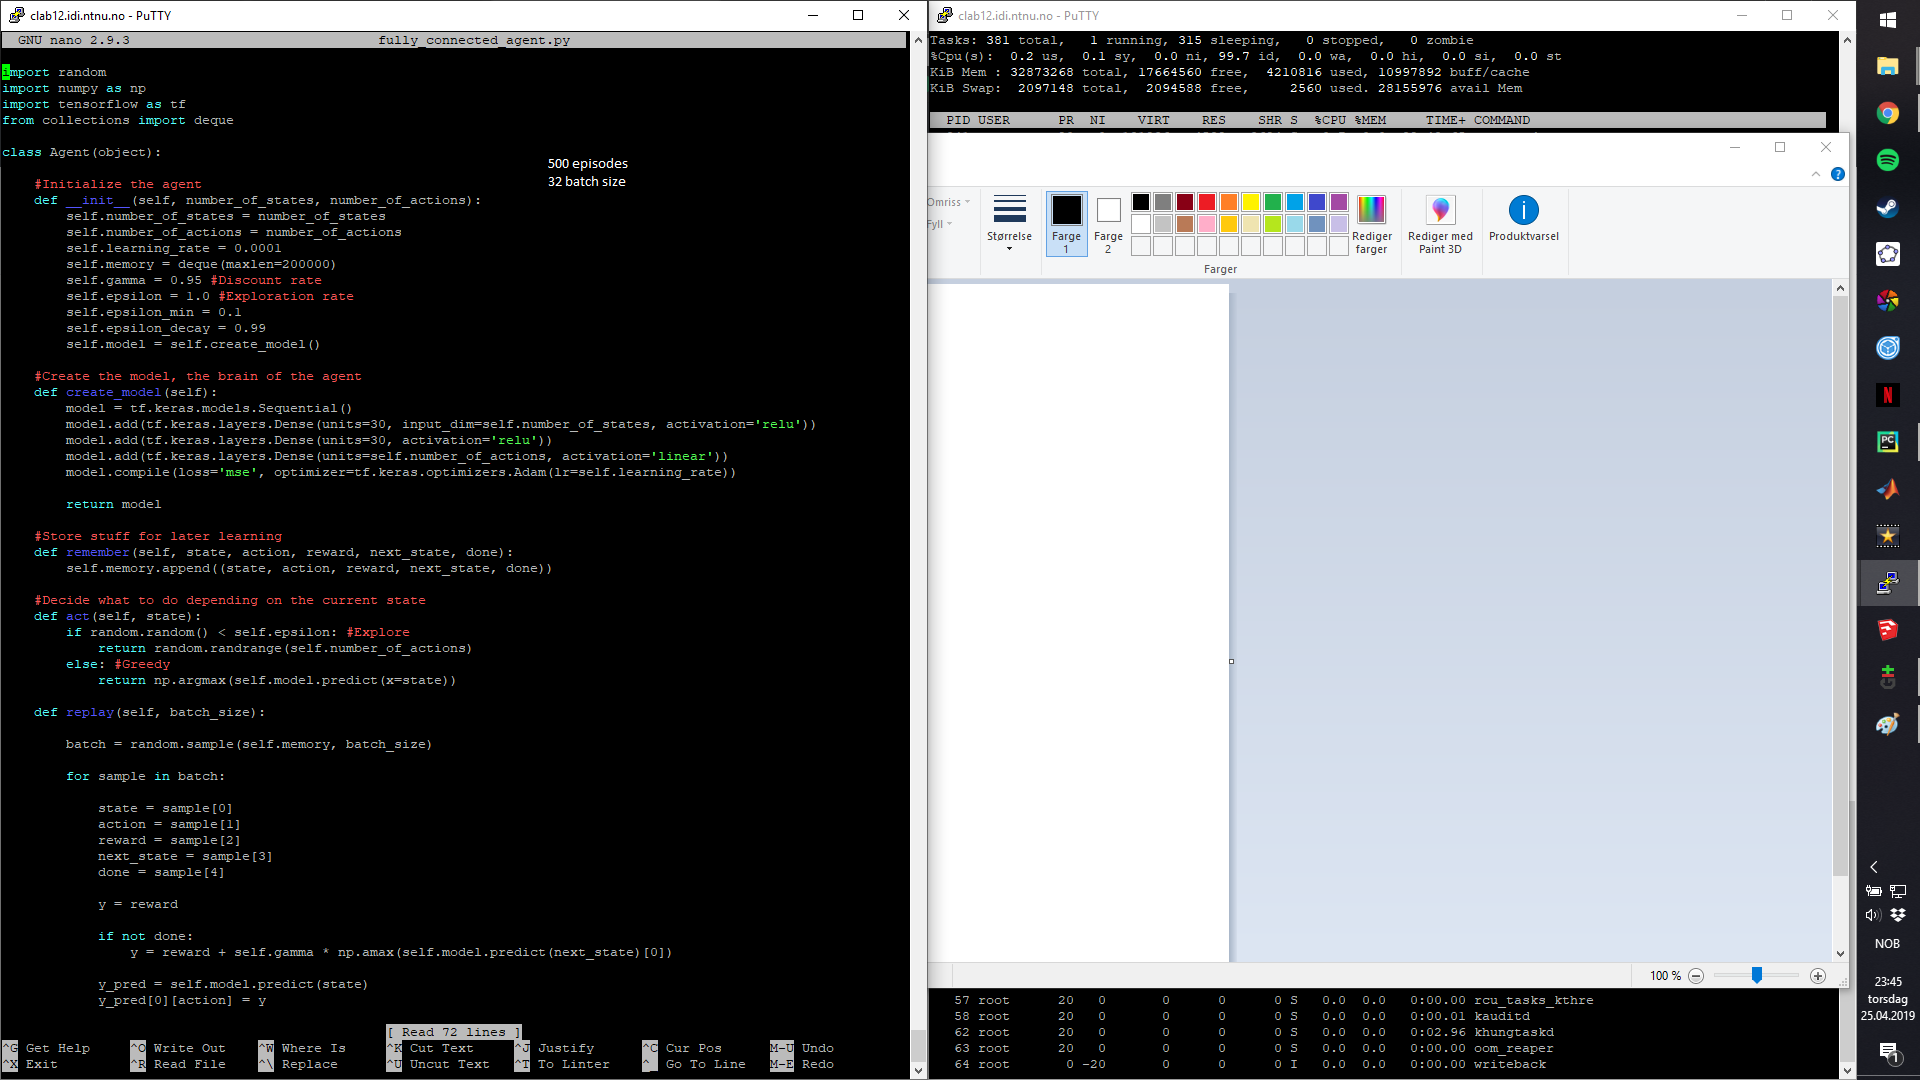 clab12.idi.ntnu.no - PuTTY
GNU nano 2.9.3 fully_connected_agent.py
import random
import numpy as np
import tensorflow as tf
from collections import deque
class Agent(object):
500 episodes
32 batch size
#Initialize the agent
def __init__(self, number_of_states, number_of_actions):
self.number_of_states = number_of_states
self.number_of_actions = number_of_actions
self.learning_rate = 0.0001
self.memory = deque(maxlen=200000)
self.gamma = 0.95 #Discount rate
self.epsilon = 1.0 #Exploration rate
self.epsilon_min = 0.1
self.epsilon_decay = 0.99
self.model = self.create_model()
#Create the model, the brain of the agent
def create_model(self):
model = tf.keras.models.Sequential()
model.add(tf.keras.layers.Dense(units=30, input_dim=self.number_of_states, activation='relu'))
model.add(tf.keras.layers.Dense(units=30, activation='relu'))
model.add(tf.keras.layers.Dense(units=self.number_of_actions, activation='linear'))
model.compile(loss='mse', optimizer=tf.keras.optimizers.Adam(lr=self.learning_rate))
return model
#Store stuff for later learning
def remember(self, state, action, reward, next_state, done):
self.memory.append((state, action, reward, next_state, done))
#Decide what to do depending on the current state
def act(self, state):
if random.random() < self.epsilon: #Explore
return random.randrange(self.number_of_actions)
else: #Greedy
return np.argmax(self.model.predict(x=state))
def replay(self, batch_size):
batch = random.sample(self.memory, batch_size)
for sample in batch:
state = sample[0]
action = sample[1]
reward = sample[2]
next_state = sample[3]
done = sample[4]
y = reward
if not done:
y = reward + self.gamma * np.amax(self.model.predict(next_state)[0])
y_pred = self.model.predict(state)
y_pred[0][action] = y
[ Read 72 lines ]
^G Get Help ^O Write Out ^W Where Is ^K Cut Text ^J Justify ^C Cur Pos M-U Undo
^X Exit ^R Read File ^\ Replace ^U Uncut Text ^T To Linter ^_ Go To Line M-E Redo
clab12.idi.ntnu.no - PuTTY
Tasks: 381 total, 1 running, 315 sleeping, 0 stopped, 0 zombie
%Cpu(s): 0.2 us, 0.1 sy, 0.0 ni, 99.7 id, 0.0 wa, 0.0 hi, 0.0 si, 0.0 st
KiB Mem : 32873268 total, 17664560 free, 4210816 used, 10997892 buff/cache
KiB Swap: 2097148 total, 2094588 free, 2560 used. 28155976 avail Mem
PID USER PR NI VIRT RES SHR S %CPU %MEM TIME+ COMMAND
Omriss
Fyll
Størrelse
Farge 1
Farge 2
Rediger farger
Rediger med Paint 3D
Produktvarsel
Farger
100 %
57 root 20 0 0 0 0 S 0.0 0.0 0:00.00 rcu_tasks_kthre
58 root 20 0 0 0 0 S 0.0 0.0 0:00.01 kauditd
62 root 20 0 0 0 0 S 0.0 0.0 0:02.96 khungtaskd
63 root 20 0 0 0 0 S 0.0 0.0 0:00.00 oom_reaper
64 root 0 -20 0 0 0 I 0.0 0.0 0:00.00 writeback
NOB
23:45
torsdag
25.04.2019
1